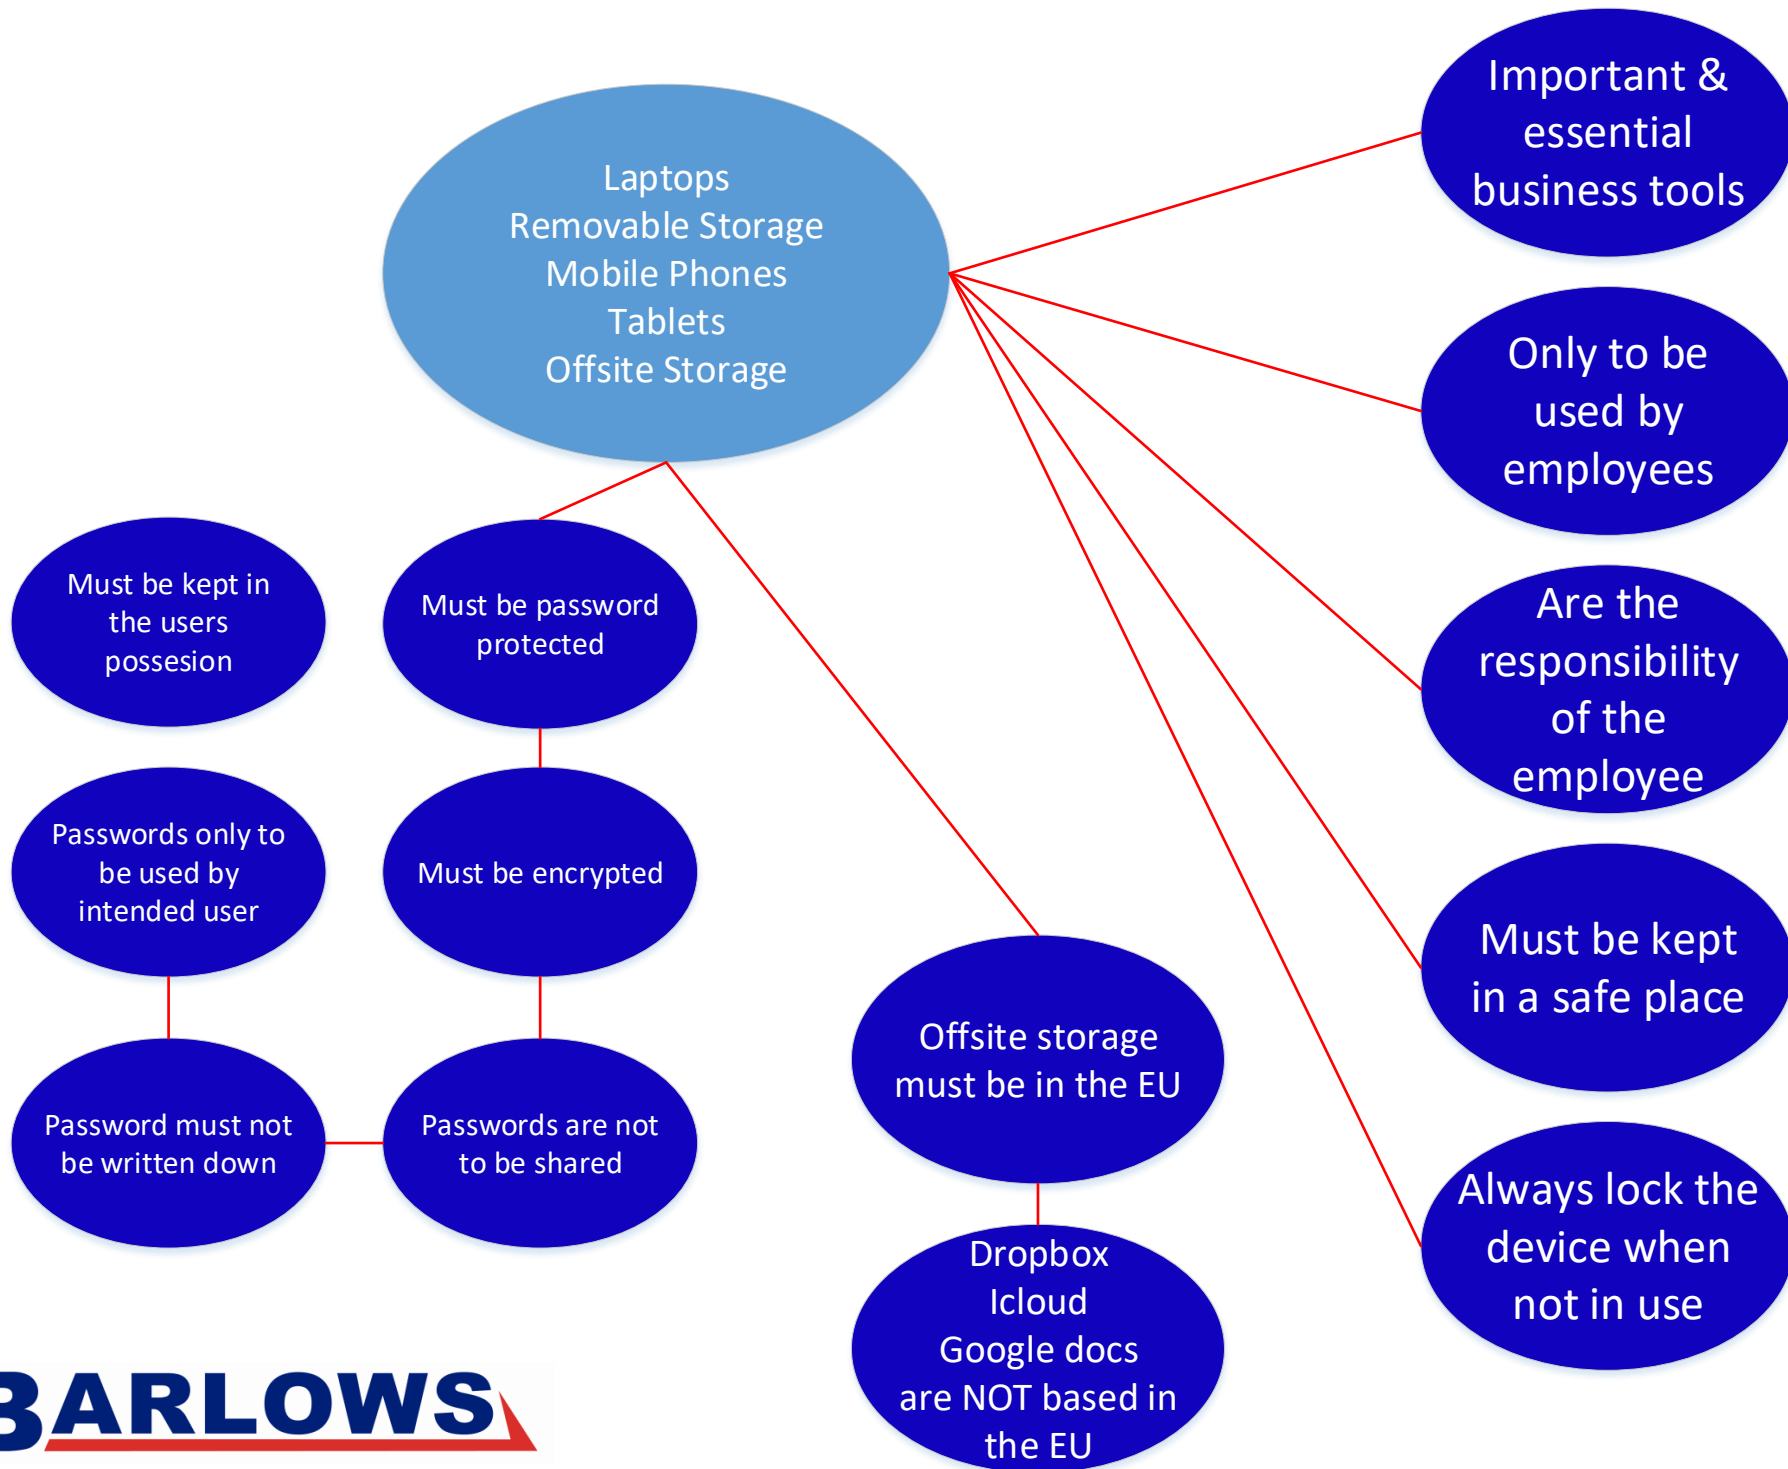 Laptops
Removable Storage
Mobile Phones
Tablets
Offsite Storage
Important &
essential
business tools
Only to be
used by
employees
Are the
responsibility
of the
employee
Must be kept
in a safe place
Always lock the
device when
not in use
Must be kept in
the users
possesion
Must be password
protected
Passwords only to
be used by
intended user
Must be encrypted
Password must not
be written down
Passwords are not
to be shared
Offsite storage
must be in the EU
Dropbox
Icloud
Google docs
are NOT based in
the EU
BARLOWS